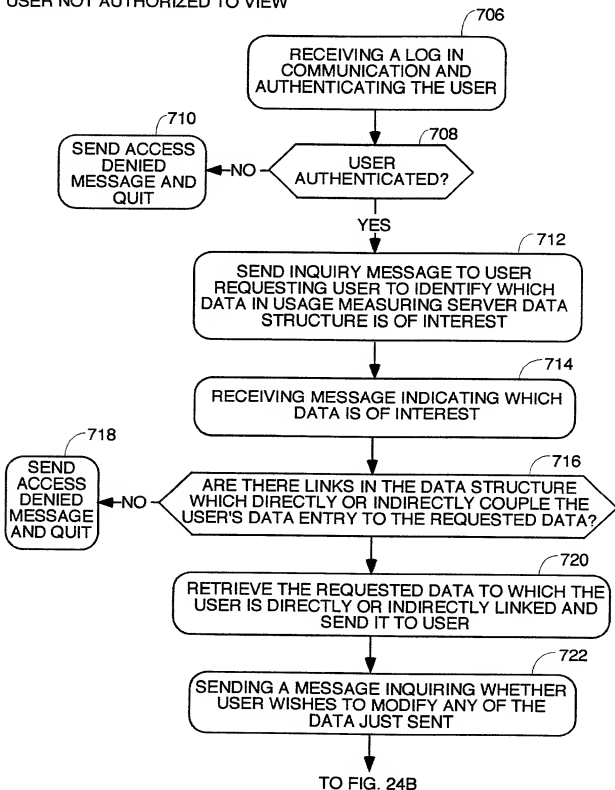 USER NOT AUTHORIZED TO VIEW
706
RECEIVING A LOG IN
COMMUNICATION AND
AUTHENTICATING THE USER
710
SEND ACCESS
DENIED
MESSAGE AND
QUIT
NO
708
USER
AUTHENTICATED?
YES
712
SEND INQUIRY MESSAGE TO USER
REQUESTING USER TO IDENTIFY WHICH
DATA IN USAGE MEASURING SERVER DATA
STRUCTURE IS OF INTEREST
714
RECEIVING MESSAGE INDICATING WHICH
DATA IS OF INTEREST
718
SEND
ACCESS
DENIED
MESSAGE
AND QUIT
NO
716
ARE THERE LINKS IN THE DATA STRUCTURE
WHICH DIRECTLY OR INDIRECTLY COUPLE THE
USER'S DATA ENTRY TO THE REQUESTED DATA?
720
RETRIEVE THE REQUESTED DATA TO WHICH THE
USER IS DIRECTLY OR INDIRECTLY LINKED AND
SEND IT TO USER
722
SENDING A MESSAGE INQUIRING WHETHER
USER WISHES TO MODIFY ANY OF THE
DATA JUST SENT
TO FIG. 24B